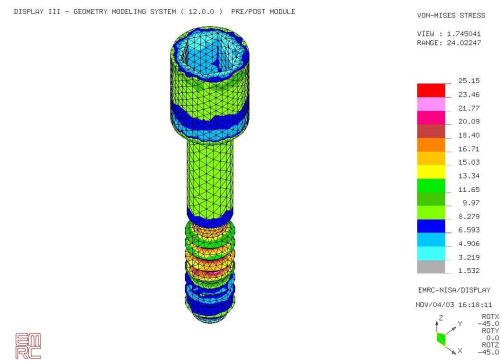 DISPLAY III - GEOMETRY MODELING SYSTEM ( 12.0.0 ) PRE/POST MODULE
VON-MISES STRESS
VIEW : 1.745041
RANGE: 24.02247
25.15
23.46
21.77
20.09
18.40
16.71
15.03
13.34
11.65
9.97
8.279
6.593
4.906
3.219
1.532
EMRC-NISA/DISPLAY
NOV/04/03 16:18:11
ROTX
-45.0
ROTY
0.0
ROTZ
-45.0
Z
Y
X
EM
RC